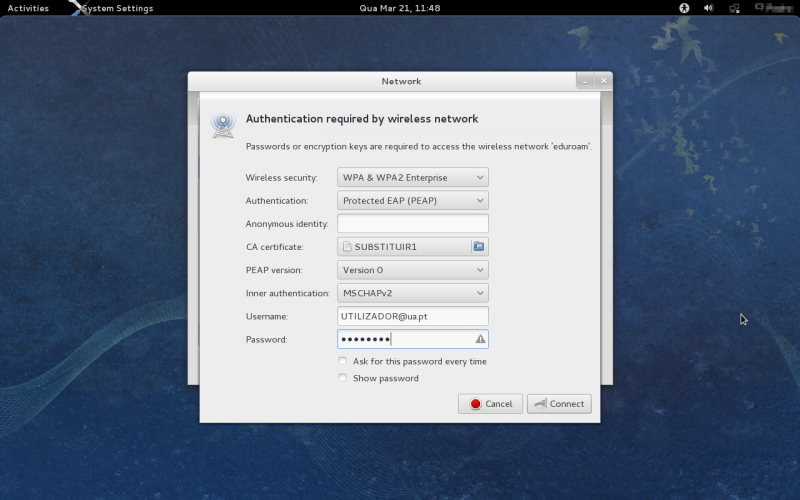 Activities System Settings Qua Mar 21, 11:48
Network
Authentication required by wireless network
Passwords or encryption keys are required to access the wireless network 'eduroam'.
Wireless security: WPA & WPA2 Enterprise
Authentication: Protected EAP (PEAP)
Anonymous identity:
CA certificate: SUBSTITUIR1
PEAP version: Version 0
Inner authentication: MSCHAPv2
Username: UTILIZADOR@ua.pt
Password: ••••••••
Ask for this password every time
Show password
Cancel Connect